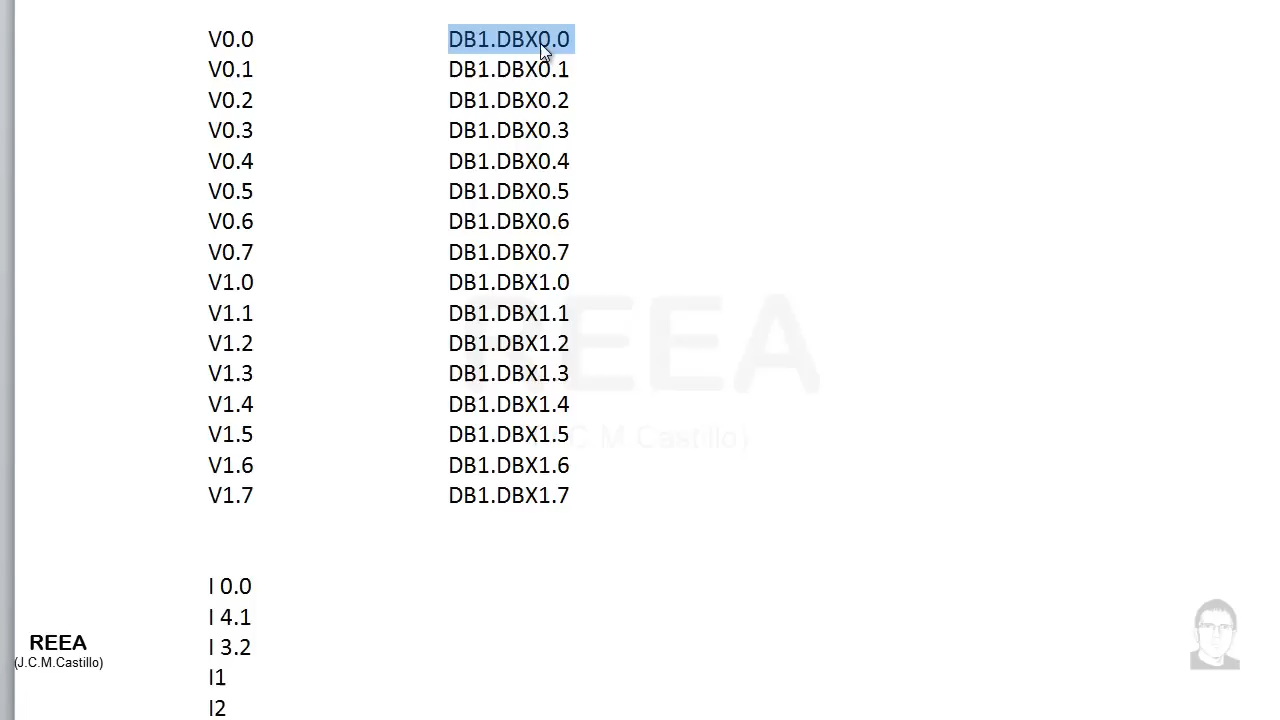 V0.0 DB1.DBX0.0
V0.1 DB1.DBX0.1
V0.2 DB1.DBX0.2
V0.3 DB1.DBX0.3
V0.4 DB1.DBX0.4
V0.5 DB1.DBX0.5
V0.6 DB1.DBX0.6
V0.7 DB1.DBX0.7
V1.0 DB1.DBX1.0
V1.1 DB1.DBX1.1
V1.2 DB1.DBX1.2
V1.3 DB1.DBX1.3
V1.4 DB1.DBX1.4
V1.5 DB1.DBX1.5
V1.6 DB1.DBX1.6
V1.7 DB1.DBX1.7
REEA
(J.C.M.Castillo)
I 0.0
I 4.1
I 3.2
I1
I2
REEA
(J.C.M.Castillo)